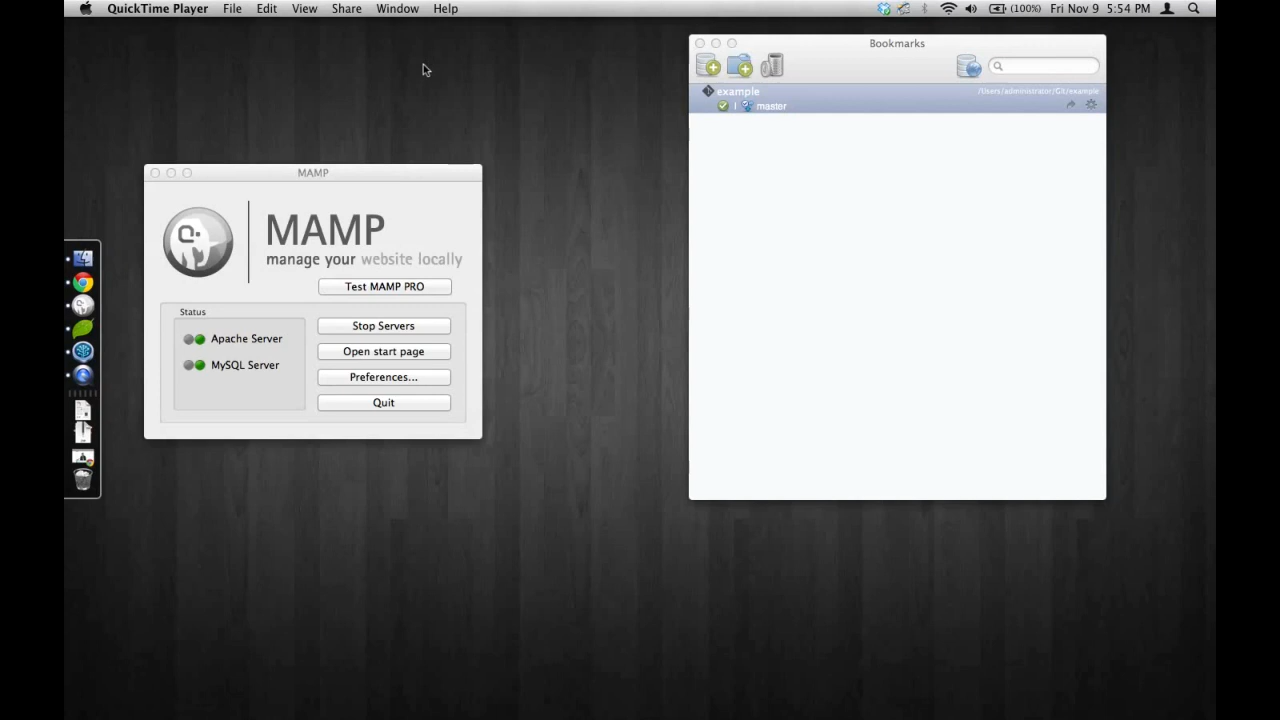 QuickTime Player File Edit View Share Window Help (100%) Fri Nov 9 5:54 PM
Bookmarks
example /Users/administrator/Git/example
master
MAMP
MAMP
manage your website locally
Test MAMP PRO
Status
Stop Servers
Apache Server
Open start page
MySQL Server
Preferences...
Quit